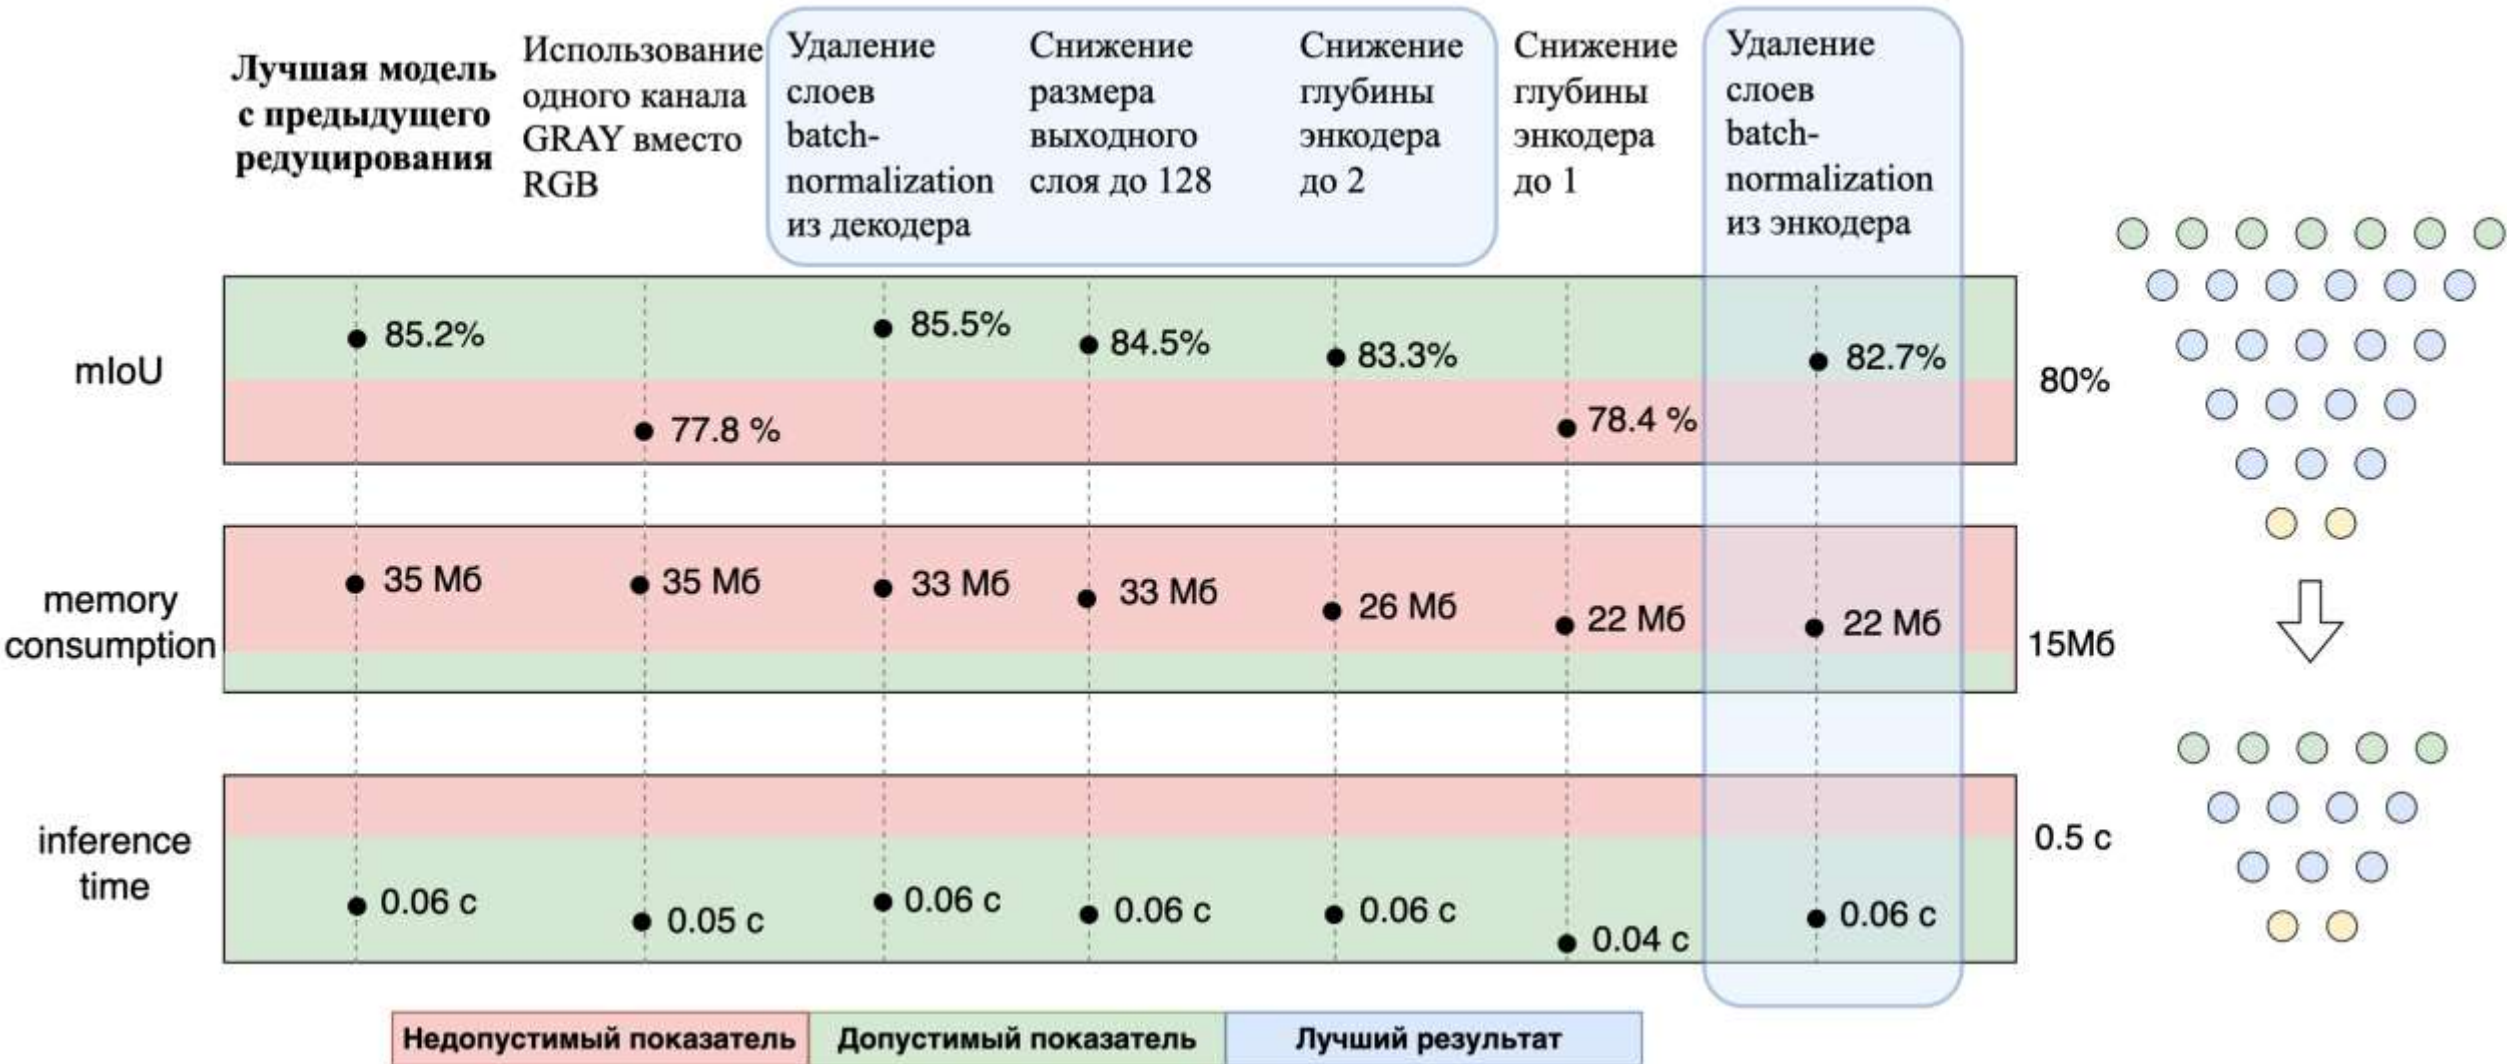 Лучшая модель
с предыдущего
редуцирования
Использование
одного канала
GRAY вместо
RGB
Удаление
слоев
batch-
normalization
из декодера
Снижение
размера
выходного
слоя до 128
Снижение
глубины
энкодера
до 2
Снижение
глубины
энкодера
до 1
Удаление
слоев
batch-
normalization
из энкодера
mIoU
85.2%
77.8 %
85.5%
84.5%
83.3%
78.4 %
82.7%
80%
memory
consumption
35 Мб
35 Мб
33 Мб
33 Мб
26 Мб
22 Мб
22 Мб
15Мб
inference
time
0.06 с
0.05 с
0.06 с
0.06 с
0.06 с
0.04 с
0.06 с
0.5 с
Недопустимый показатель
Допустимый показатель
Лучший результат